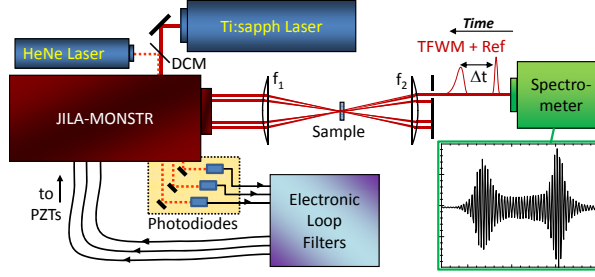 Ti:sapph Laser
HeNe Laser
DCM
Time
TFWM + Ref
Δt
f1
f2
Spectro-
meter
JILA-MONSTR
Sample
to
PZTs
Photodiodes
Electronic
Loop
Filters